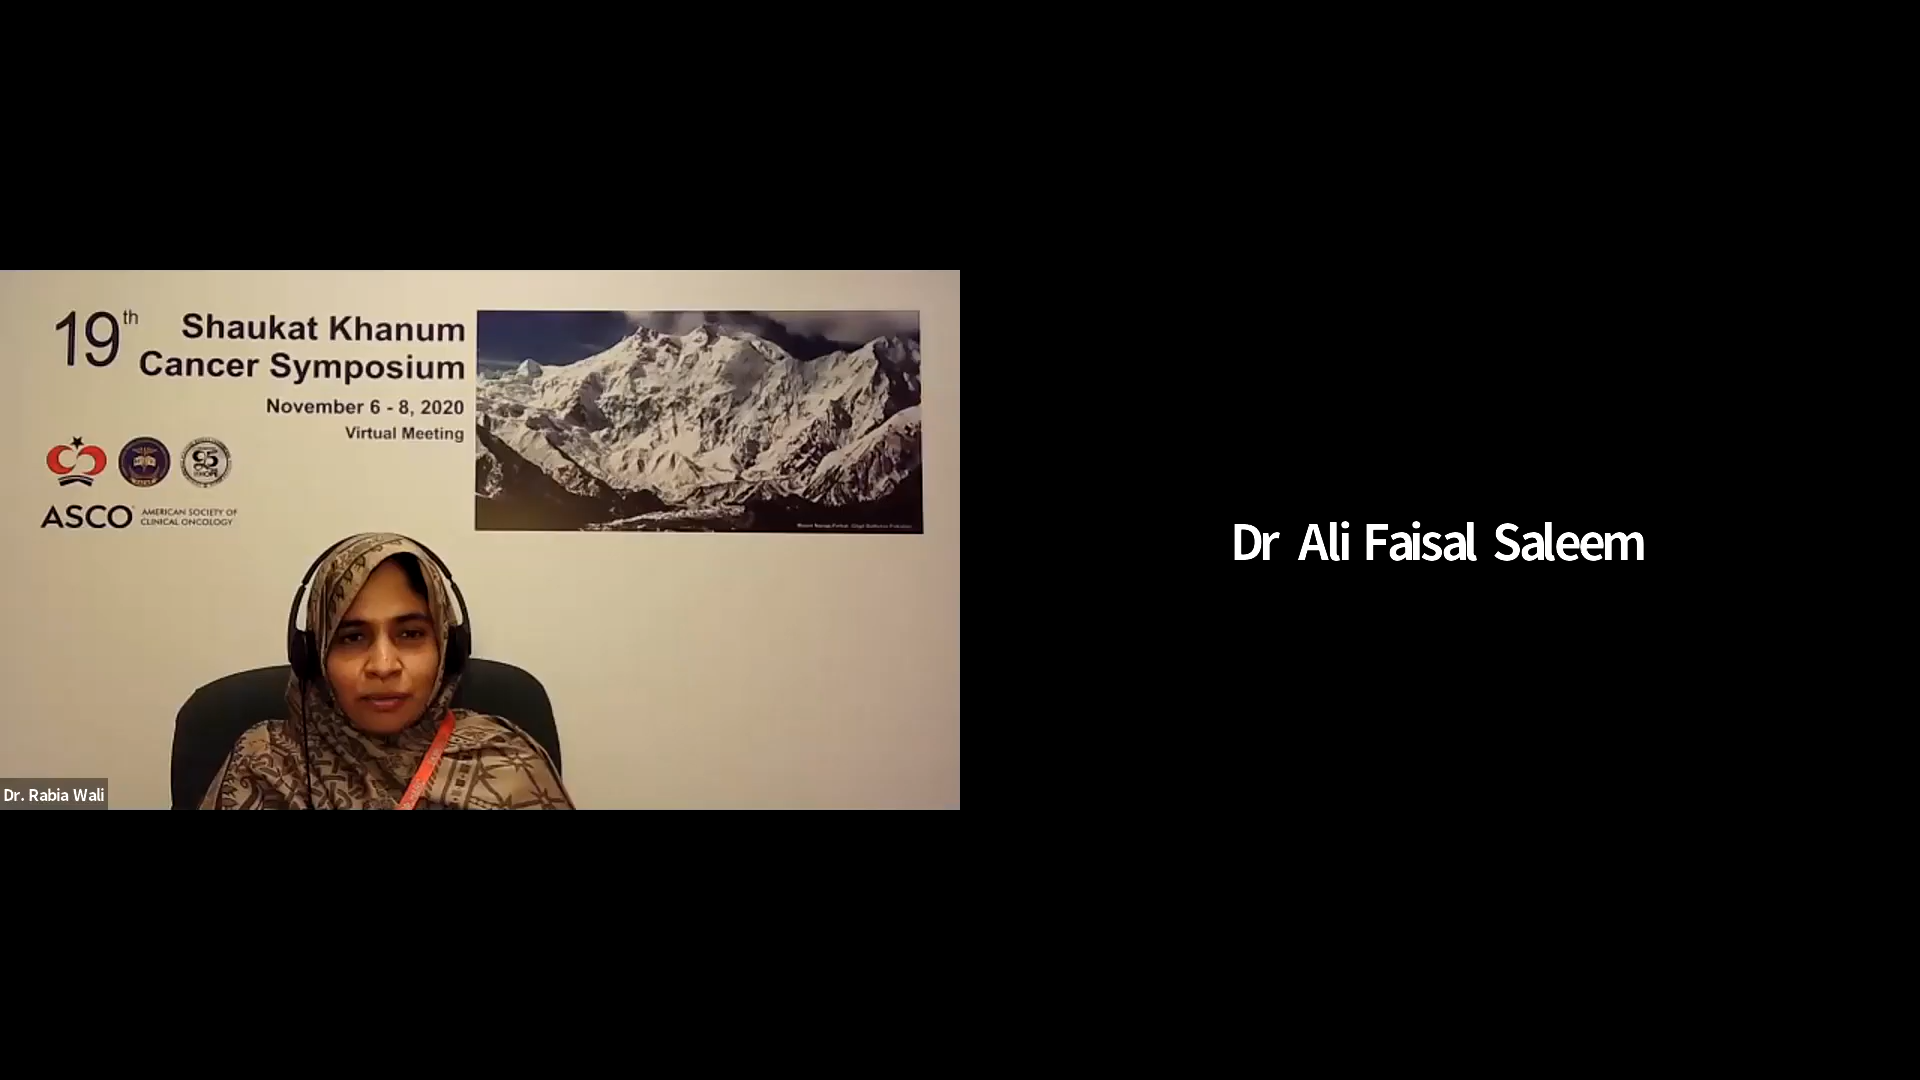 19th
Shaukat Khanum
Cancer Symposium
November 6 - 8, 2020
Virtual Meeting
95
ASCO
AMERICAN SOCIETY OF
CLINICAL ONCOLOGY
Dr. Rabia Wali
Dr Ali Faisal Saleem